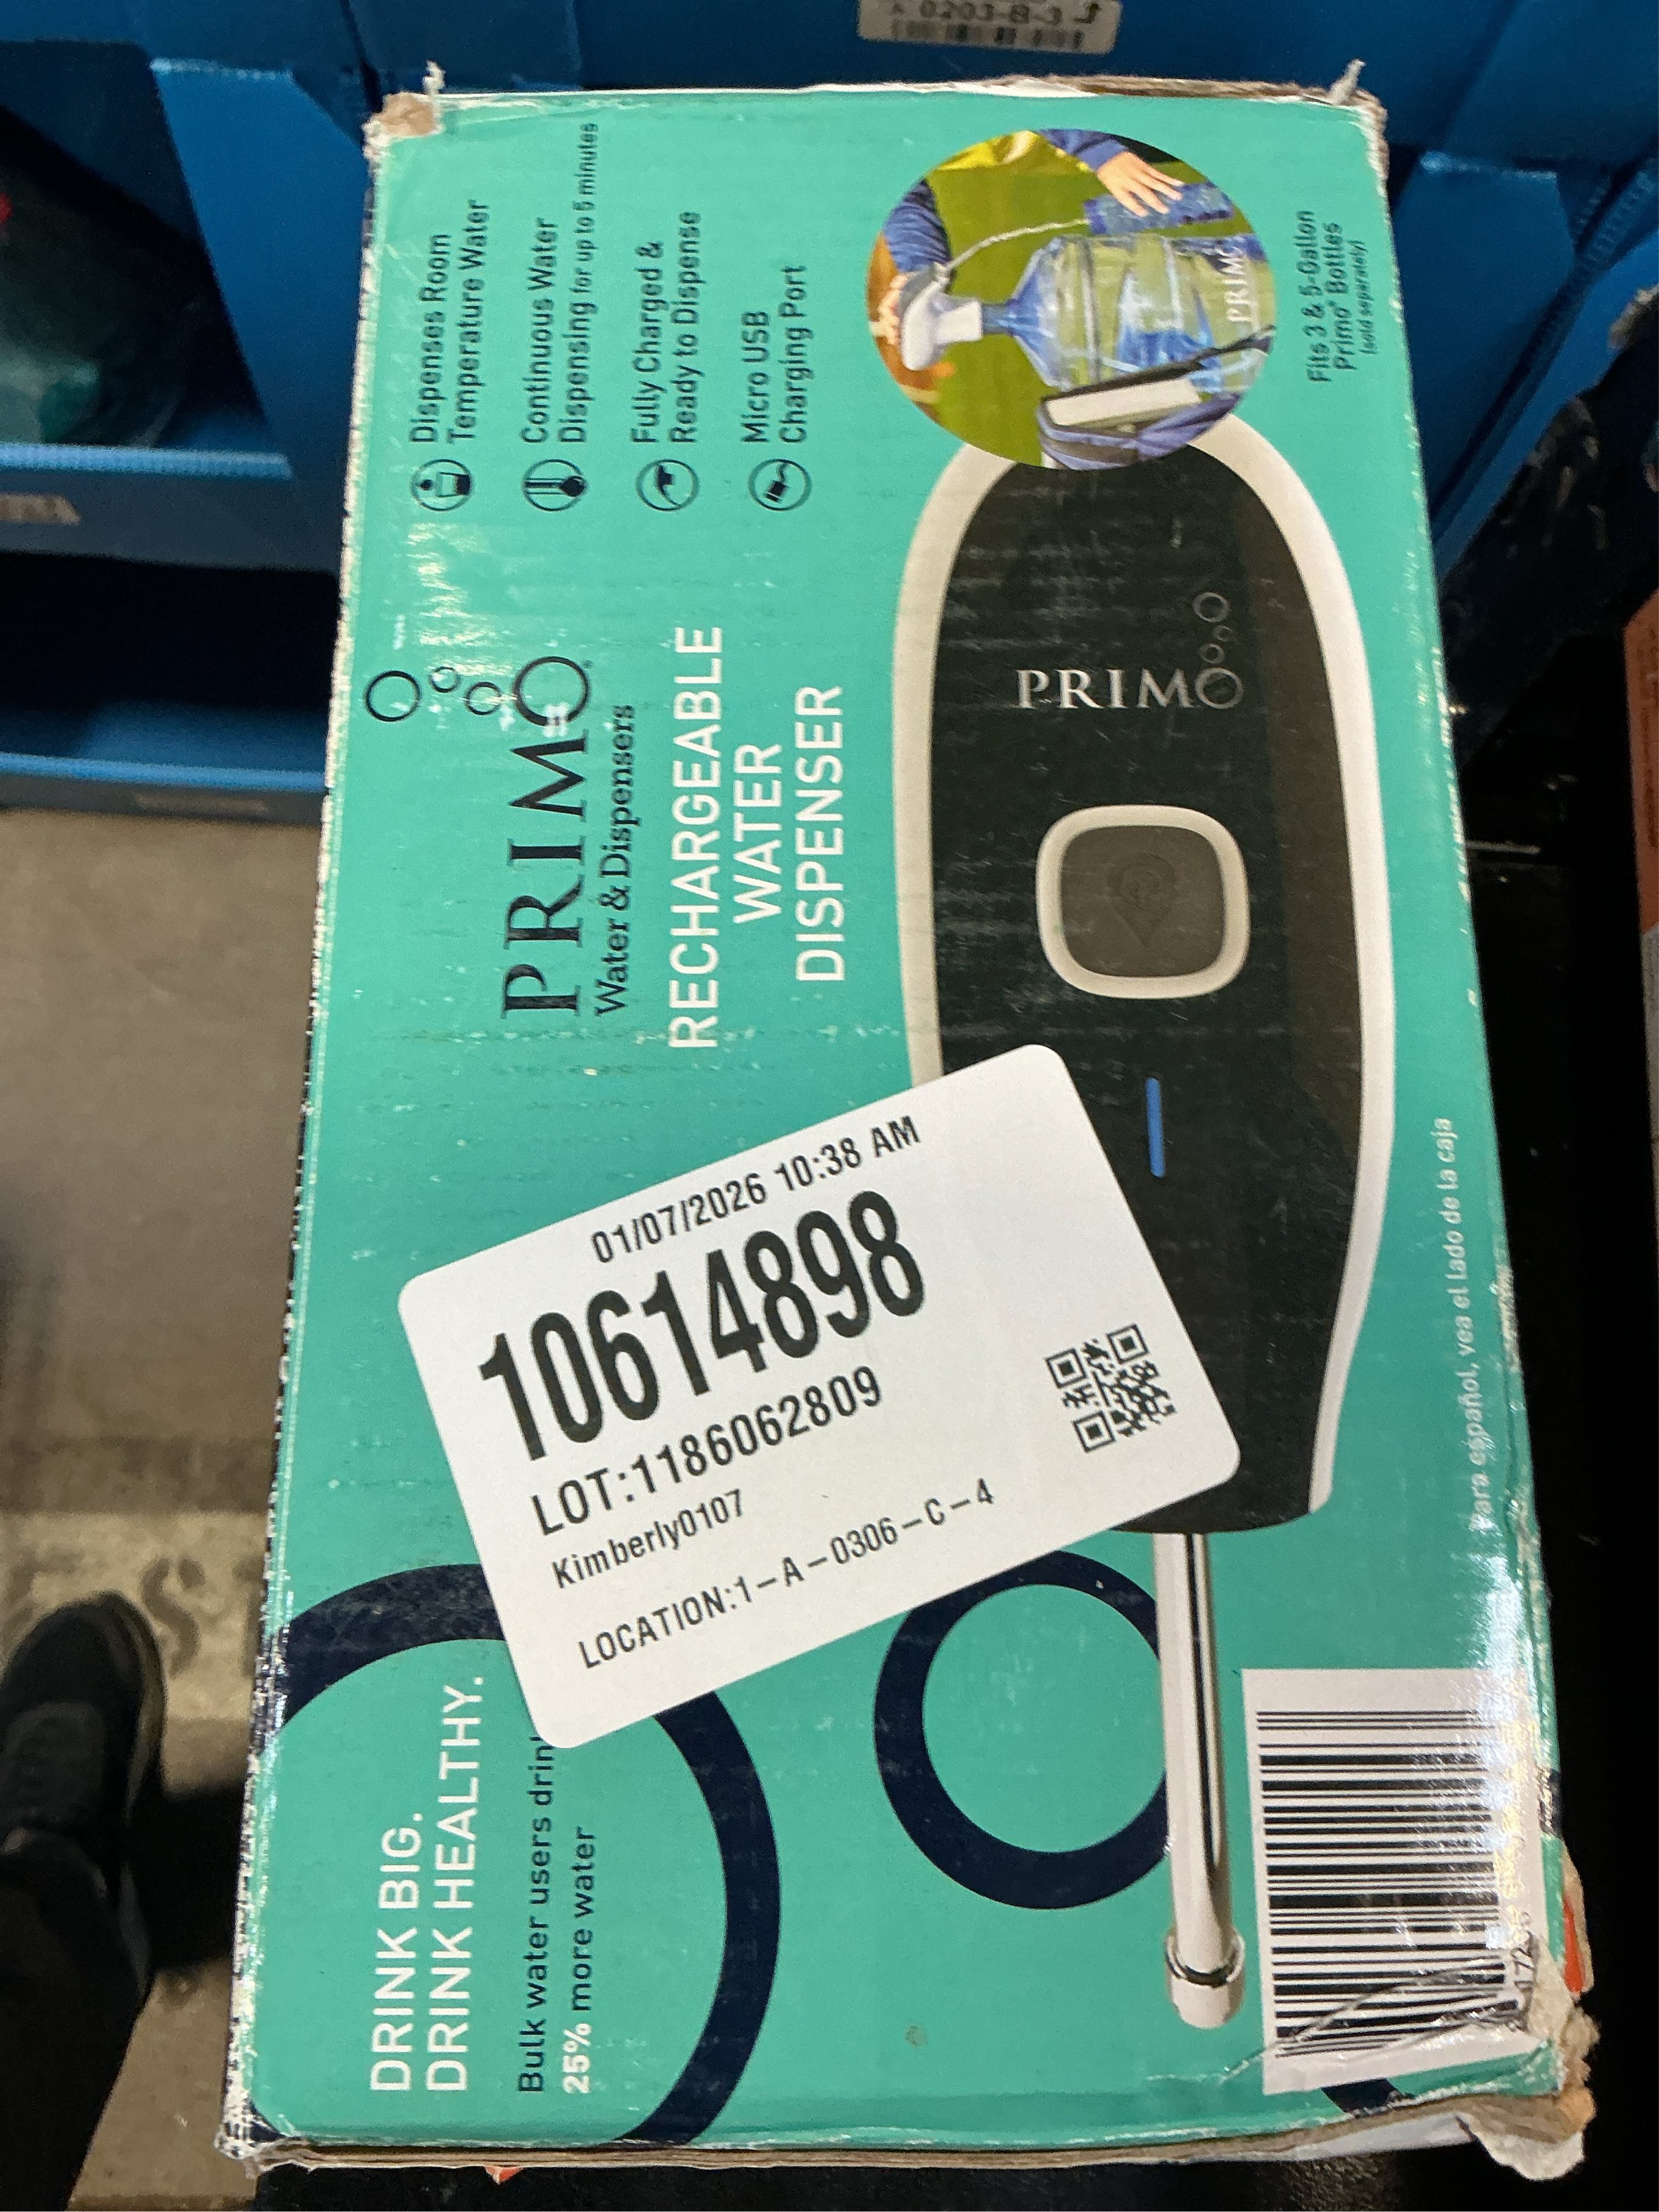 0203-B-3
Dispenses Room
Temperature Water
Continuous Water
Dispensing for up to 5 minutes
Fully Charged &
Ready to Dispense
Micro USB
Charging Port
PRIMO
Fits 3 & 5-Gallon
Primo® Bottles
(sold separately)
PRIMO®
Water & Dispensers
RECHARGEABLE
WATER
DISPENSER
PRIMO
01/07/2026 10:38 AM
10614898
LOT:1186062809
Kimberly0107
LOCATION:1-A-0306-C-4
DRINK BIG.
DRINK HEALTHY.
Bulk water users drink
25% more water
Para español, vea el lado de la caja